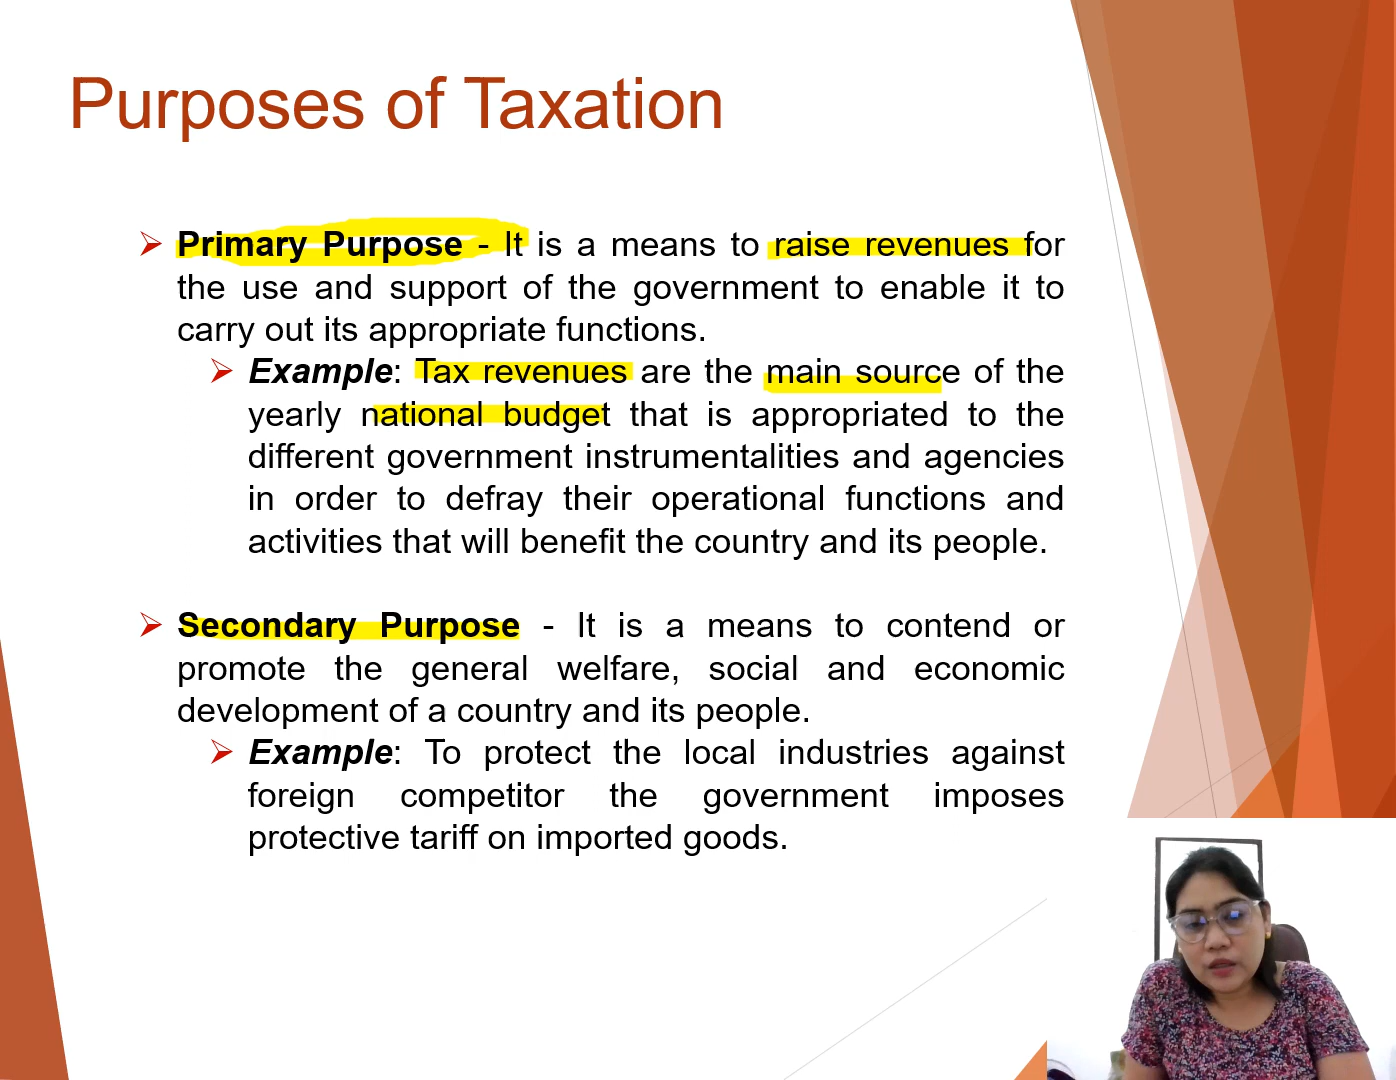 Purposes of Taxation
Primary Purpose - It is a means to raise revenues for
the use and support of the government to enable it to
carry out its appropriate functions.
Example: Tax revenues are the main source of the
yearly national budget that is appropriated to the
different government instrumentalities and agencies
in order to defray their operational functions and
activities that will benefit the country and its people.
Secondary Purpose - It is a means to contend or
promote the general welfare, social and economic
development of a country and its people.
Example: To protect the local industries against
foreign competitor the government imposes
protective tariff on imported goods.